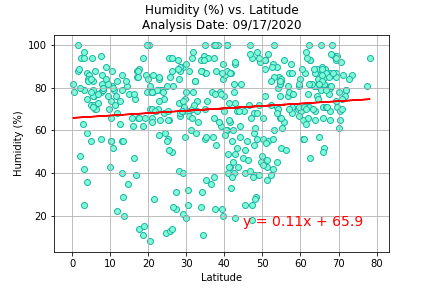 Humidity (%) vs. Latitude
Analysis Date: 09/17/2020
100
80
60
40
20
Humidity (%)
y = 0.11x + 65.9
0 10 20 30 40 50 60 70 80
Latitude